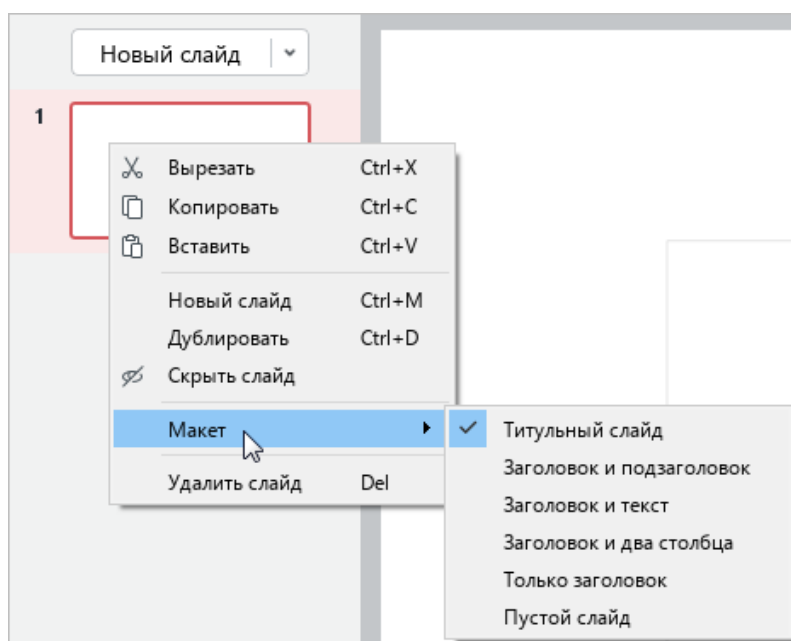 Новый слайд
1
Вырезать Ctrl+X
Копировать Ctrl+C
Вставить Ctrl+V
Новый слайд Ctrl+M
Дублировать Ctrl+D
Скрыть слайд
Макет
Удалить слайд Del
Титульный слайд
Заголовок и подзаголовок
Заголовок и текст
Заголовок и два столбца
Только заголовок
Пустой слайд